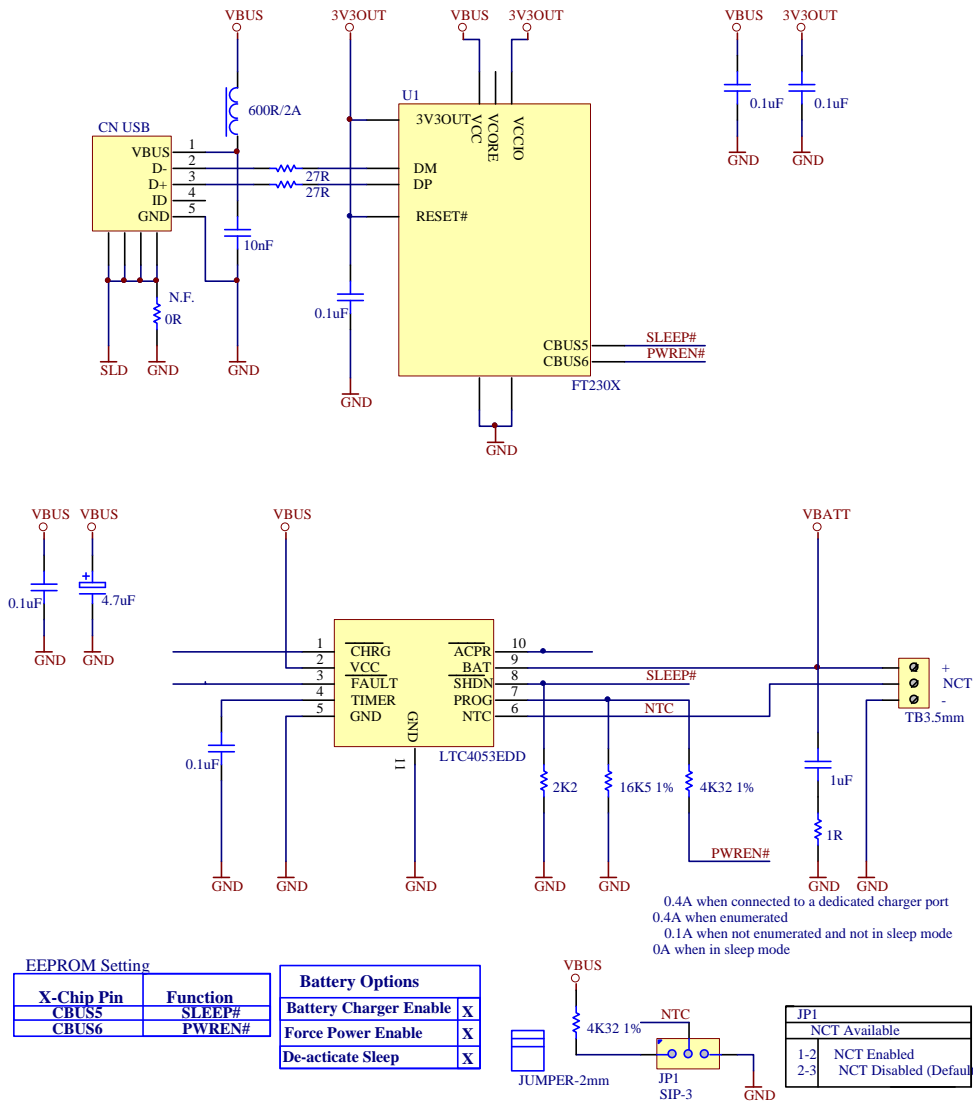 VBUS
3V3OUT
VBUS
3V3OUT
VBUS
3V3OUT
600R/2A
U1
0.1uF
0.1uF
GND
GND
CN USB
VBUS 1
D- 2
D+ 3
ID 4
GND 5
27R
27R
10nF
3V3OUT
VCC
VCORE
VCCIO
DM
DP
RESET#
N.F.
0R
0.1uF
CBUS5
CBUS6
SLEEP#
PWREN#
SLD
GND
GND
GND
FT230X
GND
VBUS
VBUS
VBUS
VBATT
0.1uF
+
4.7uF
GND
GND
1 CHRG
2 VCC
3 FAULT
4 TIMER
5 GND
GND
11
ACPR 10
BAT 9
SHDN 8
PROG 7
NTC 6
LTC4053EDD
SLEEP#
NTC
+
NCT
-
TB3.5mm
0.1uF
2K2
16K5 1%
4K32 1%
1uF
1R
PWREN#
GND
GND
GND
GND
GND
GND
GND
0.4A when connected to a dedicated charger port
0.4A when enumerated
0.1A when not enumerated and not in sleep mode
0A when in sleep mode
EEPROM Setting
X-Chip Pin Function
CBUS5 SLEEP#
CBUS6 PWREN#
Battery Options
Battery Charger Enable X
Force Power Enable X
De-acticate Sleep X
JUMPER-2mm
VBUS
4K32 1%
NTC
JP1
SIP-3
GND
JP1
NCT Available
1-2 NCT Enabled
2-3 NCT Disabled (Defaul